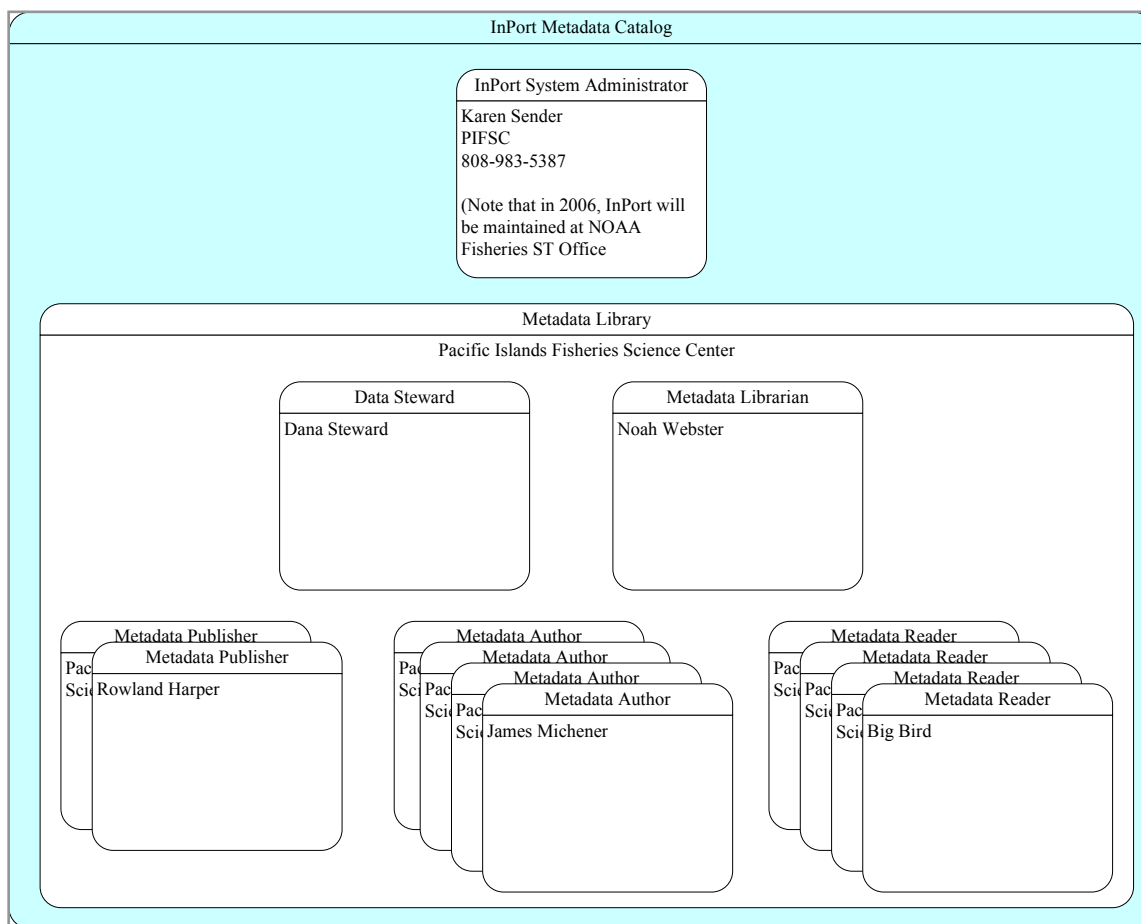 InPort Metadata Catalog
InPort System Administrator
Karen Sender
PIFSC
808-983-5387
(Note that in 2006, InPort will
be maintained at NOAA
Fisheries ST Office
Metadata Library
Pacific Islands Fisheries Science Center
Data Steward
Dana Steward
Metadata Librarian
Noah Webster
Metadata Publisher
Metadata Publisher
Rowland Harper
Metadata Author
Metadata Author
Metadata Author
Metadata Author
James Michener
Metadata Reader
Metadata Reader
Metadata Reader
Metadata Reader
Big Bird